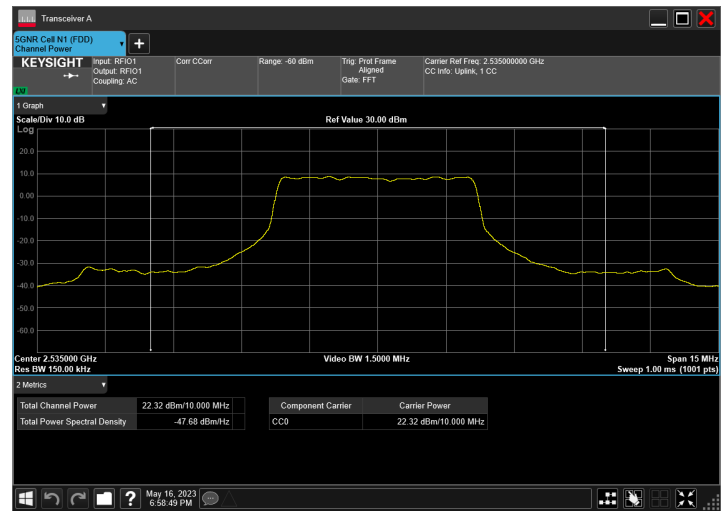 Transceiver A
5GNR Cell N1 (FDD)
Channel Power
KEYSIGHT
LXI
Input: RFIO1
Output: RFIO1
Coupling: AC
Corr CCorr
Range: -60 dBm
Trig: Prot Frame
Aligned
Gate: FFT
Carrier Ref Freq: 2.535000000 GHz
CC Info: Uplink, 1 CC
1 Graph
Scale/Div 10.0 dB
Ref Value 30.00 dBm
Log
20.0
10.0
0.00
-10.0
-20.0
-30.0
-40.0
-50.0
-60.0
Center 2.535000 GHz
Video BW 1.5000 MHz
Span 15 MHz
Res BW 150.00 kHz
Sweep 1.00 ms (1001 pts)
2 Metrics
Total Channel Power 22.32 dBm/10.000 MHz
Total Power Spectral Density -47.68 dBm/Hz
Component Carrier Carrier Power
CC0 22.32 dBm/10.000 MHz
May 16, 2023
6:58:49 PM